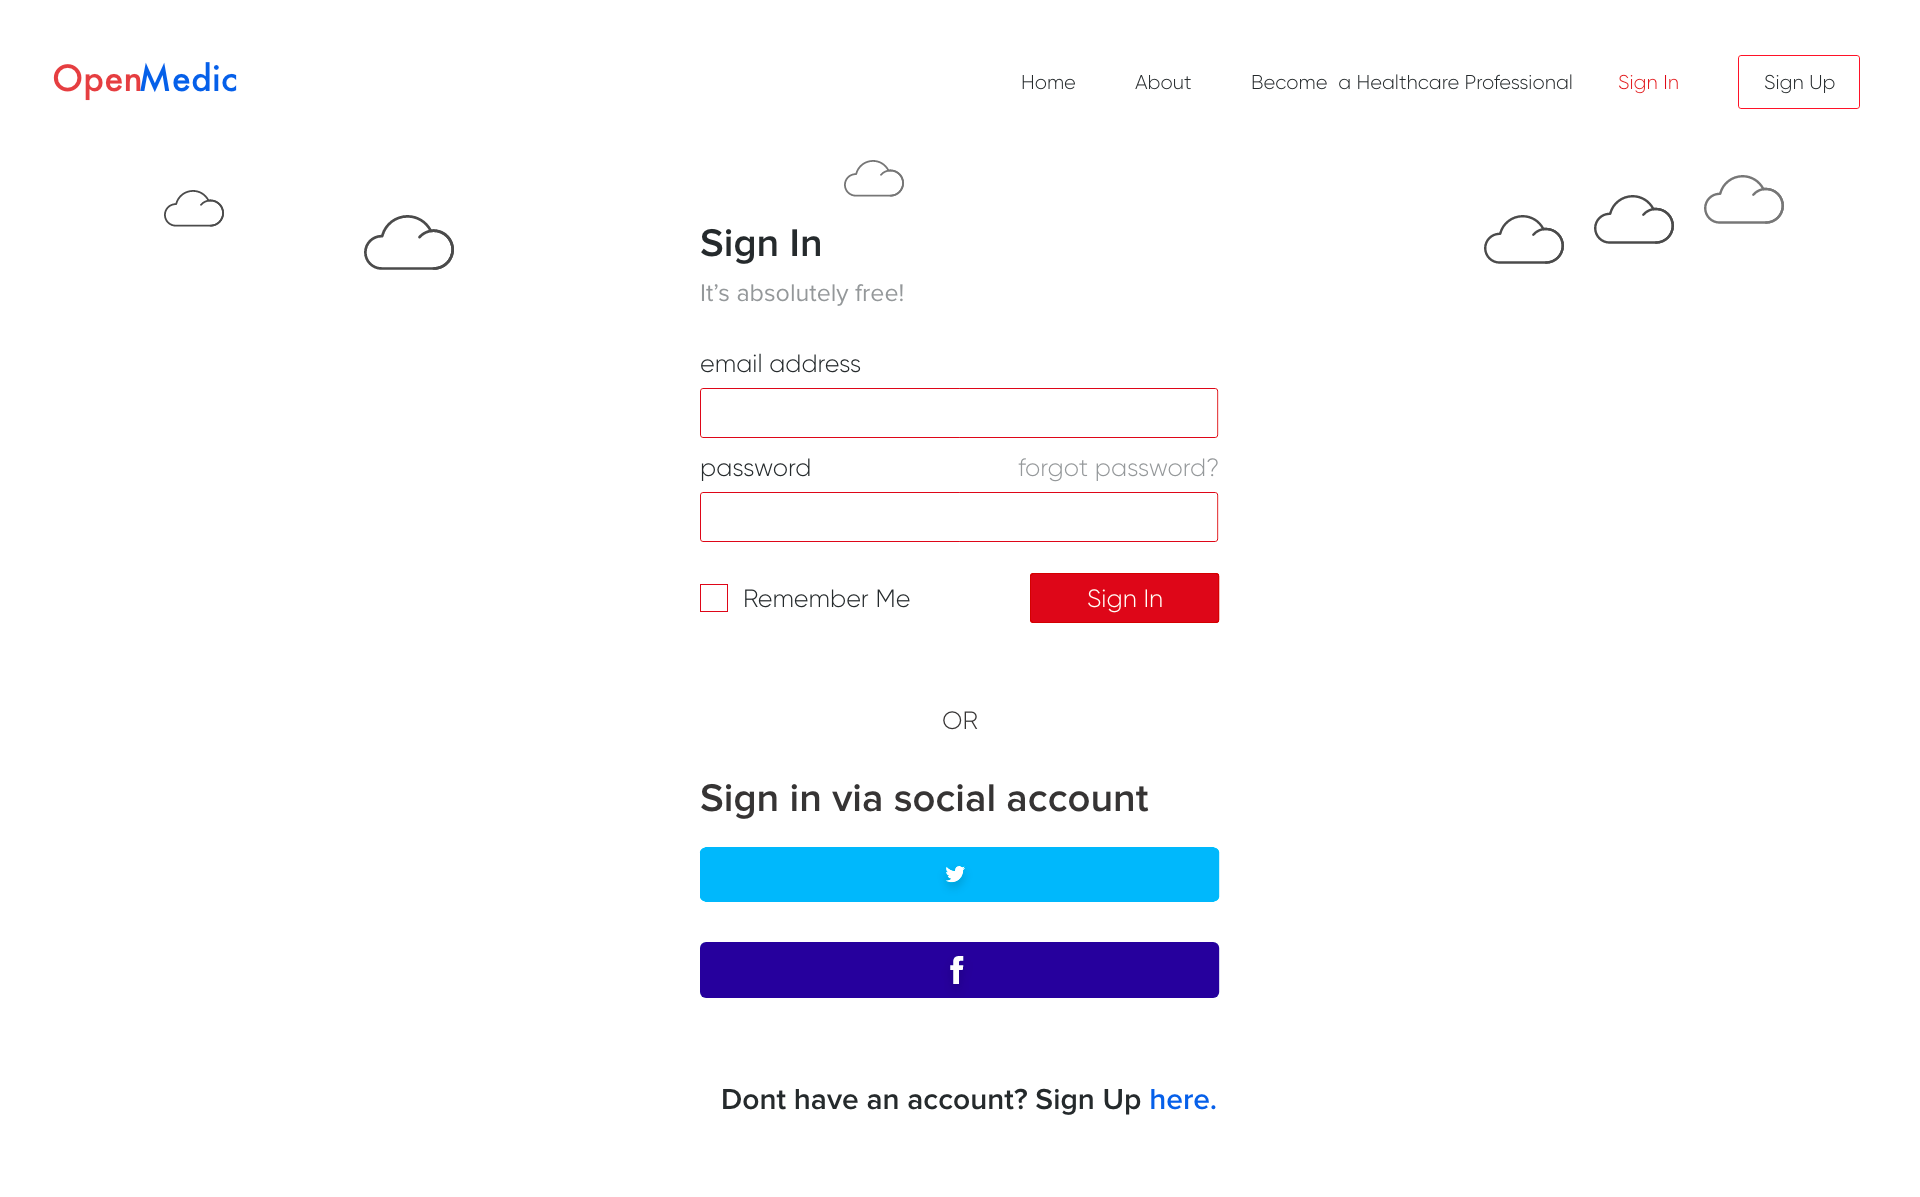 OpenMedic
Home About Become a Healthcare Professional Sign In Sign Up
Sign In
It’s absolutely free!
email address
password forgot password?
Remember Me Sign In
OR
Sign in via social account
Dont have an account? Sign Up here.